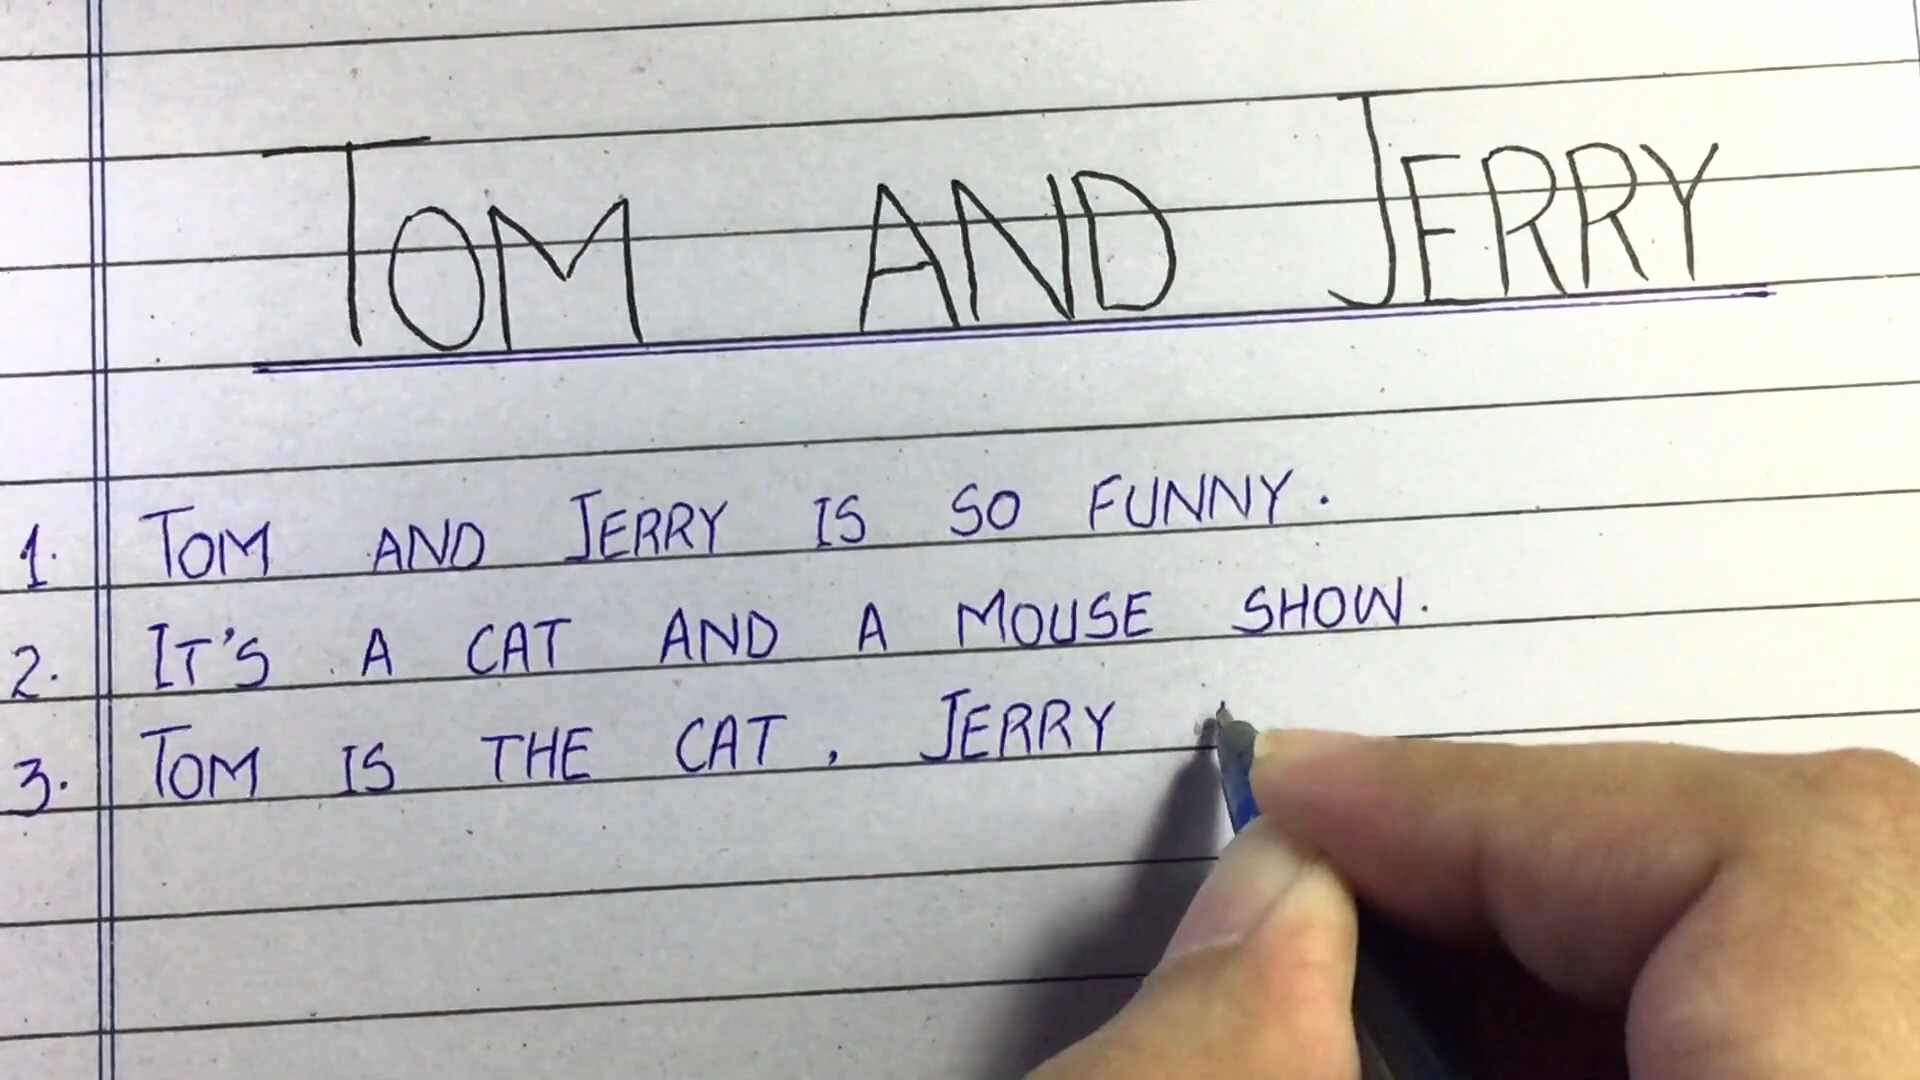 TOM AND JERRY
1. TOM AND JERRY IS SO FUNNY.
2. IT'S A CAT AND A MOUSE SHOW.
3. TOM IS THE CAT, JERRY